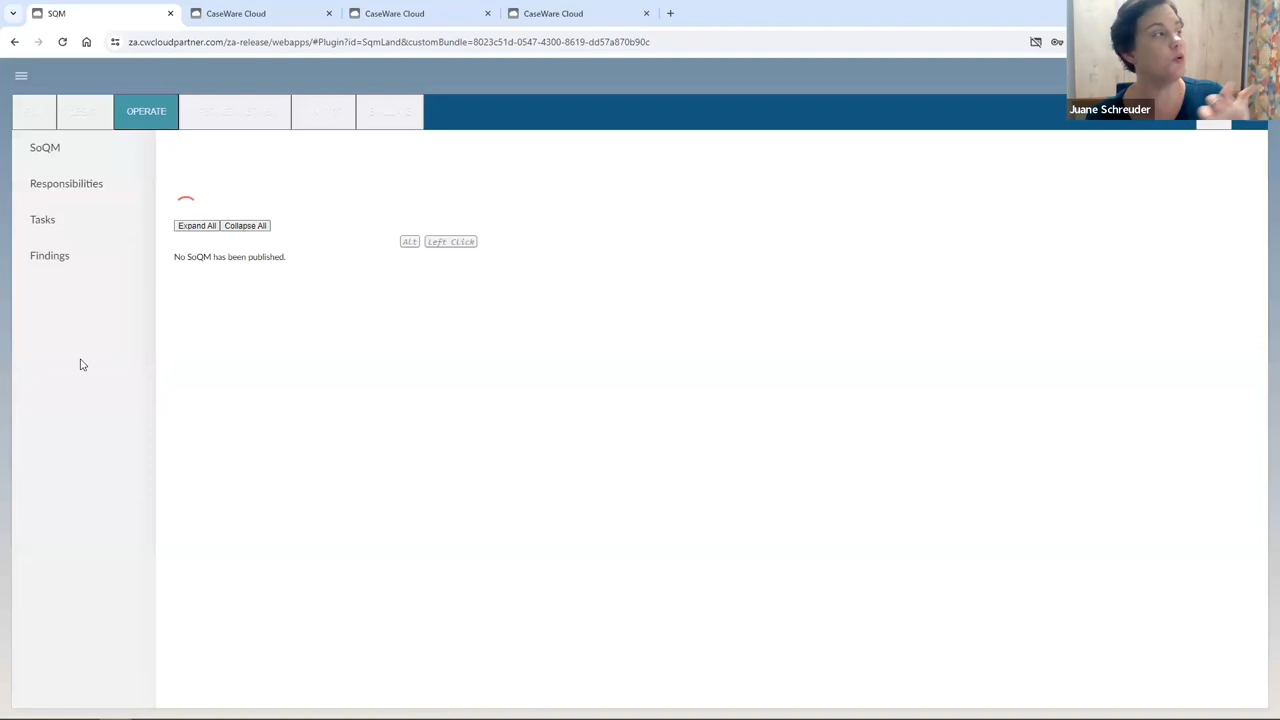 SQM
CaseWare Cloud
CaseWare Cloud
CaseWare Cloud
za.cwcloudpartner.com/za-release/webapps/#Plugin?id=SqmLand&customBundle=8023c51d-0547-4300-8619-dd57a870b90c
Juane Schreuder
OPERATE
SoQM
Responsibilities
Tasks
Findings
Expand All Collapse All
Alt Left Click
No SoQM has been published.